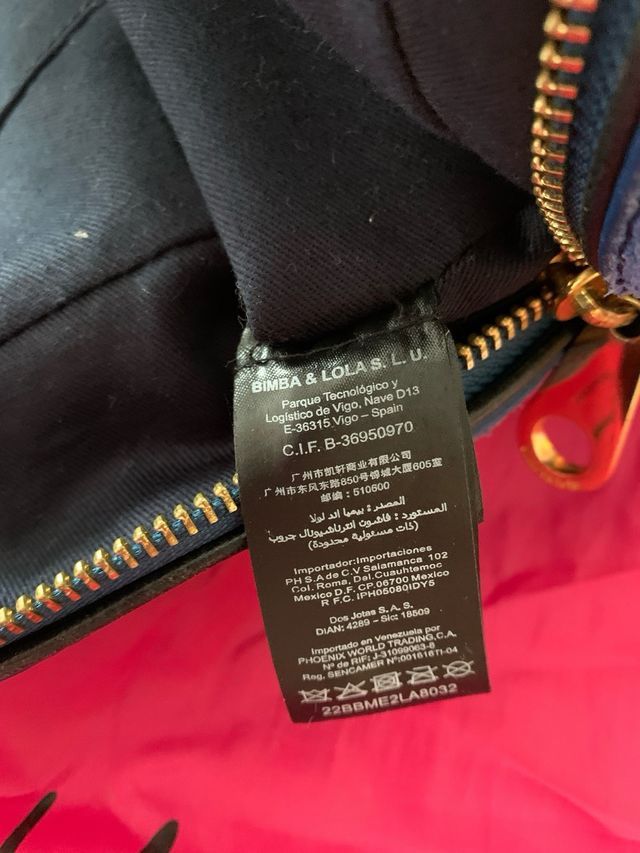 BIMBA & LOLA S. L. U.
Parque Tecnológico y
Logístico de Vigo, Nave D13
E-36315 Vigo – Spain
C.I.F. B-36950970
广州市凯轩商业有限公司
广州市东风东路850号锦城大厦605室
邮编：510600
المصدر: بيمبا اند لولا
المستورد: فاشون انترناشيونال جروب
(ذات مسئولية محدودة)
Importador:Importaciones
PH S.A de C.V Salamanca 102
Col. Roma, Del.Cuauhtemoc
Mexico D.F. CP.06700 Mexico
R F.C. IPH05080IDY5
Dos Jotas S.A.S.
DIAN: 4289 – Sic: 18509
Importado en Venezuela por
PHOENIX WORLD TRADING,C.A.
Nº de RIF: J-31099063-8
Reg. SENCAMER Nº:001616TI-04
22BBME2LA8032